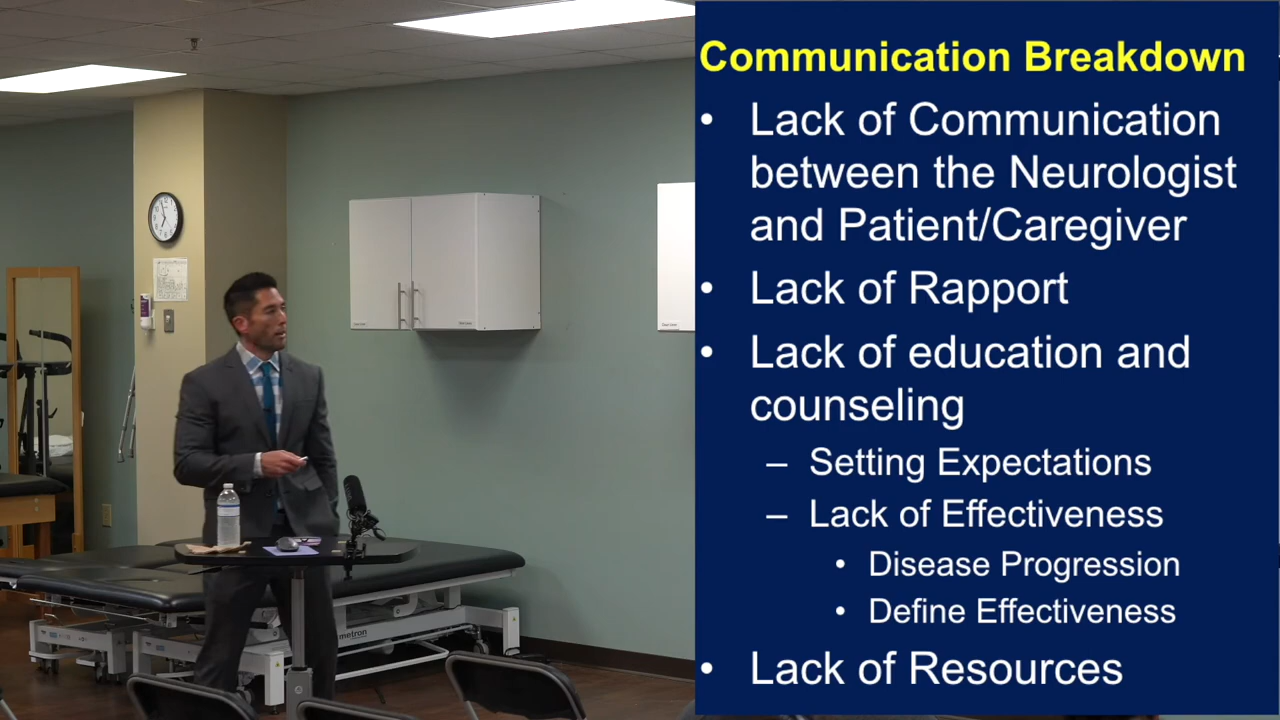 Communication Breakdown
• Lack of Communication
between the Neurologist
and Patient/Caregiver
• Lack of Rapport
• Lack of education and
counseling
– Setting Expectations
– Lack of Effectiveness
• Disease Progression
• Define Effectiveness
• Lack of Resources
metron